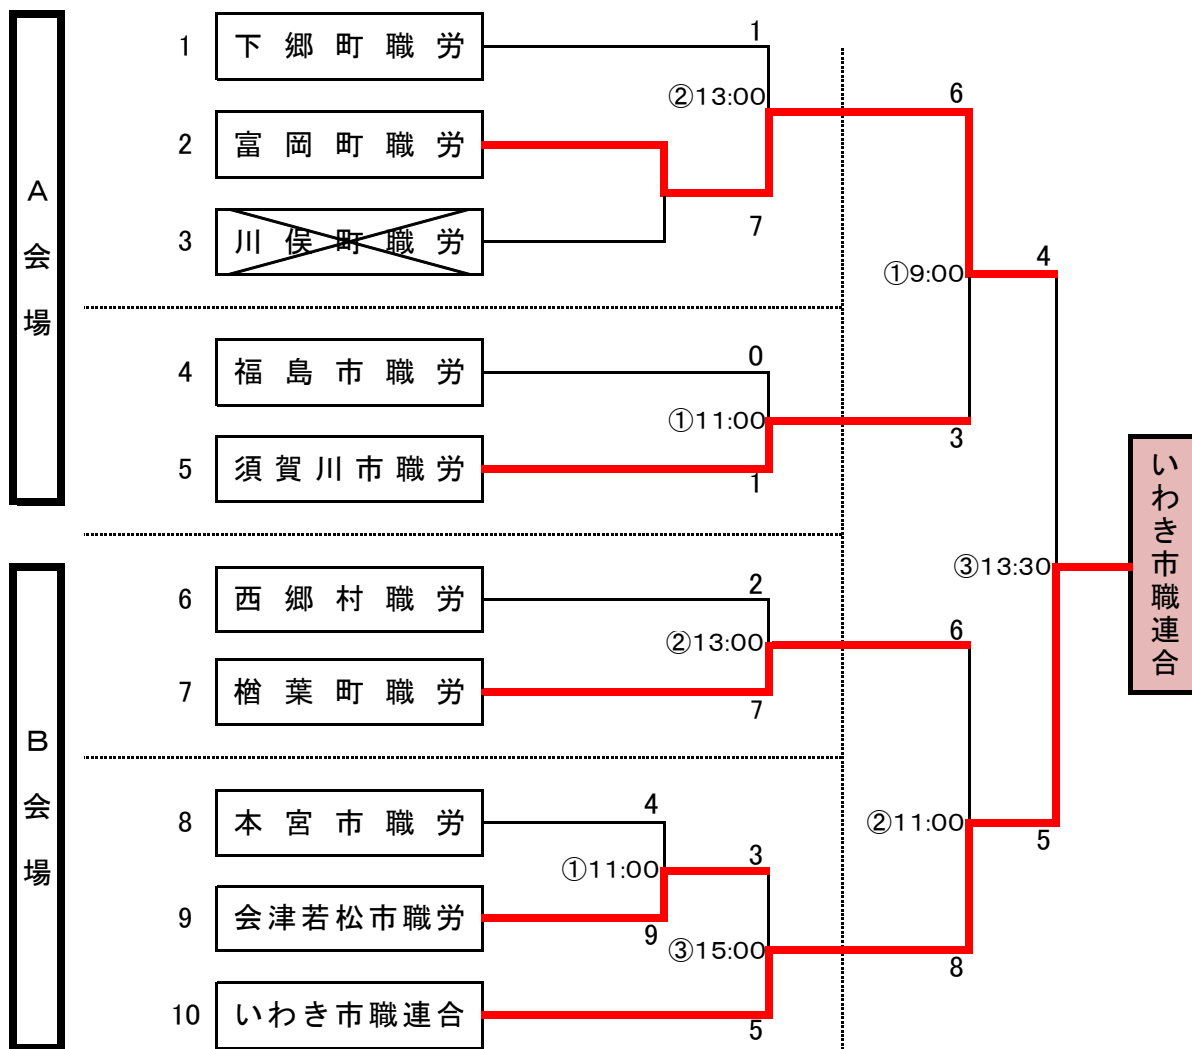 A会場
1 下郷町職労
2 富岡町職労
3 川俣町職労
4 福島市職労
5 須賀川市職労
B会場
6 西郷村職労
7 楢葉町職労
8 本宮市職労
9 会津若松市職労
10 いわき市職連合
1
②13:00
7
0
①11:00
1
2
②13:00
7
4
①11:00
9
3
③15:00
5
6
①9:00
3
6
②11:00
8
4
③13:30
5
いわき市職連合